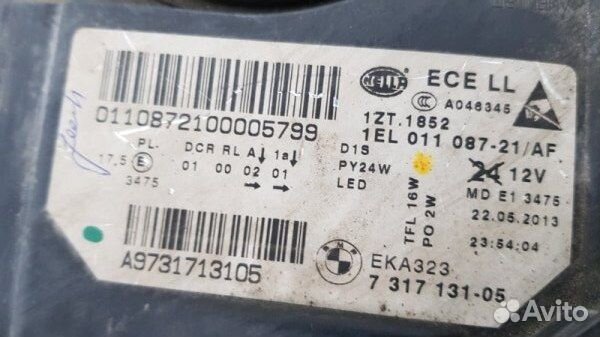 HELLA
ECE LL
A046345
0110872100005799
1ZT.1852
1EL 011 087-21/AF
PL. DCR RL A 1a
D1S
17,5 E 01 00 02 01
PY24W
24 12V
3475
LED
TFL 16W
PO 2W
MD E1 3475
22.05.2013
23:54:04
A9731713105
BMW
EKA323
7 317 131-05
Avito